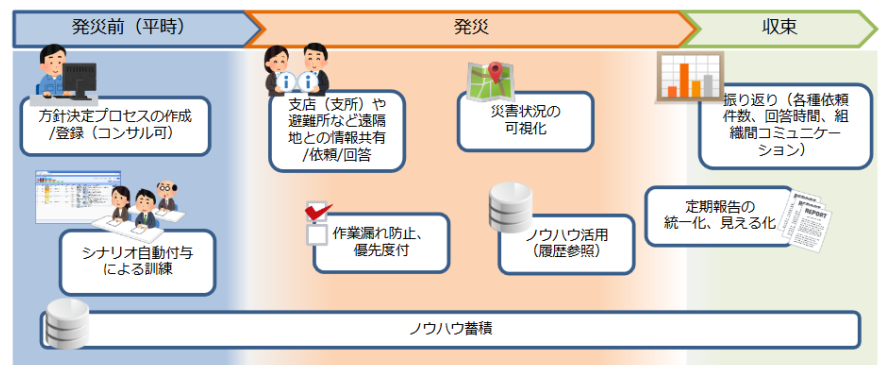 発災前（平時）
発災
収束
方針決定プロセスの作成
/登録（コンサル可）
シナリオ自動付与
による訓練
支店（支所）や
避難所など遠隔
地との情報共有
/依頼/回答
災害状況の
可視化
作業漏れ防止、
優先度付
ノウハウ活用
（履歴参照）
振り返り（各種依頼
件数、回答時間、組
織間コミュニケー
ション）
定期報告の
統一化、見える化
REPORT
ノウハウ蓄積